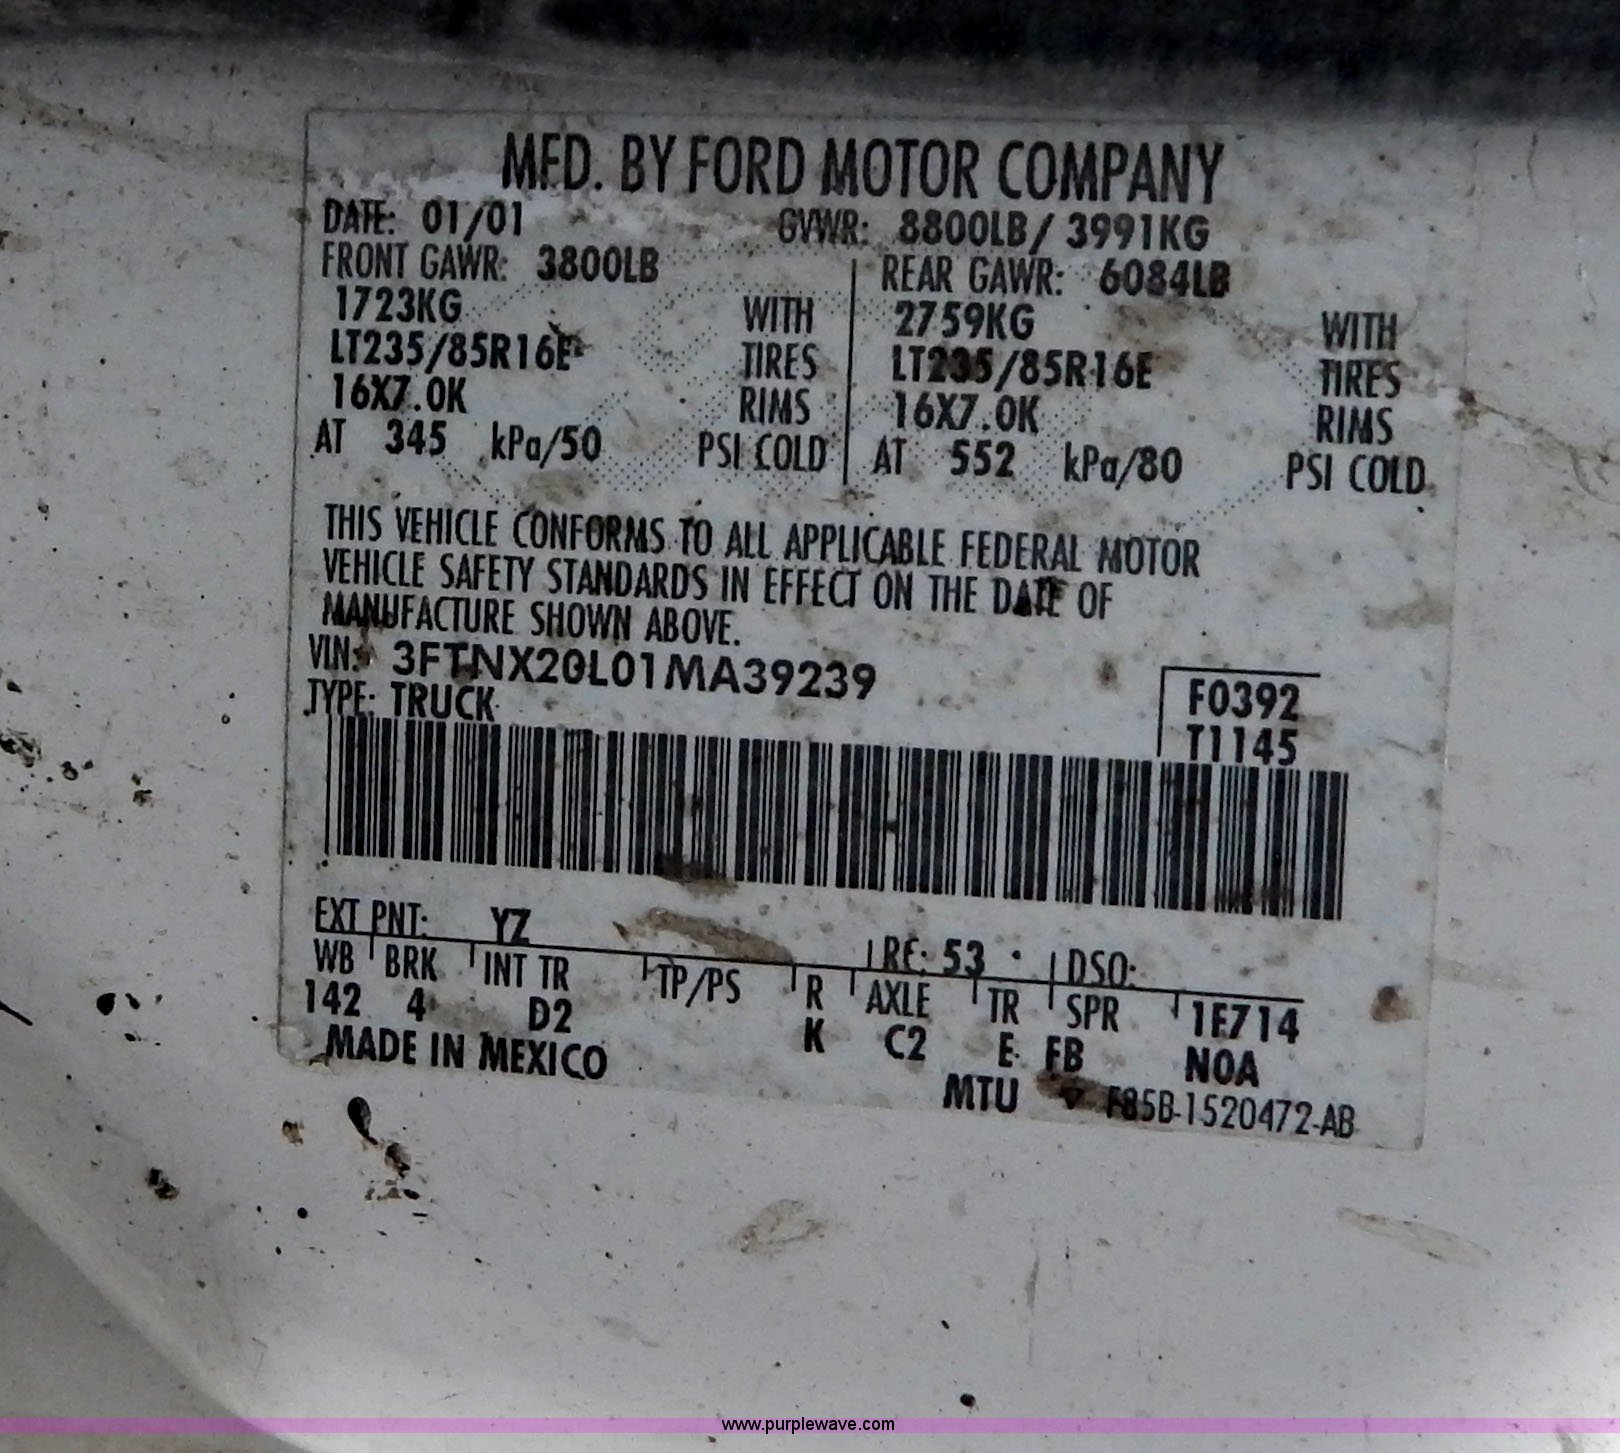 MFD. BY FORD MOTOR COMPANY
DATE: 01/01 GVWR: 8800LB/ 3991KG
FRONT GAWR: 3800LB REAR GAWR: 6084LB
1723KG WITH 2759KG WITH
LT235/85R16E TIRES LT235/85R16E TIRES
16X7.0K RIMS 16X7.0K RIMS
AT 345 kPa/50 PSI COLD AT 552 kPa/80 PSI COLD
THIS VEHICLE CONFORMS TO ALL APPLICABLE FEDERAL MOTOR
VEHICLE SAFETY STANDARDS IN EFFECT ON THE DATE OF
MANUFACTURE SHOWN ABOVE.
VIN: 3FTNX20L01MA39239 F0392
TYPE: TRUCK T1145
EXT PNT: YZ RC: 53 DSO:
WB BRK INT TR TP/PS R AXLE TR SPR 1F714
142 4 D2 K C2 E FB NOA
MADE IN MEXICO MTU ▽ F85B-1520472-AB
www.purplewave.com